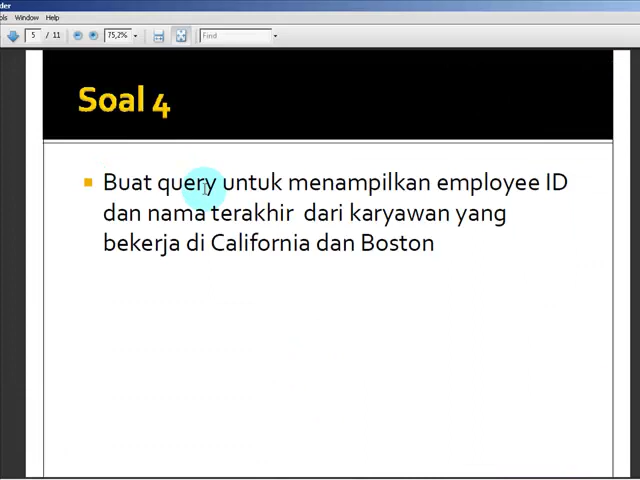 der
ols Window Help
5 / 11 75,2% Find
Soal 4
Buat query untuk menampilkan employee ID
dan nama terakhir dari karyawan yang
bekerja di California dan Boston